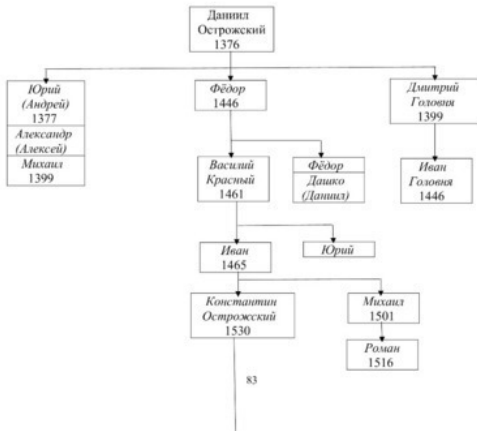 Даниил
Острожский
1376
Юрий
(Андрей)
1377
Александр
(Алексей)
Михаил
1399
Фёдор
1446
Дмитрий
Головня
1399
Василий
Красный
1461
Фёдор
Дашко
(Даниил)
Иван
Головня
1446
Иван
1465
Юрий
Константин
Острожский
1530
Михаил
1501
Роман
1516
83